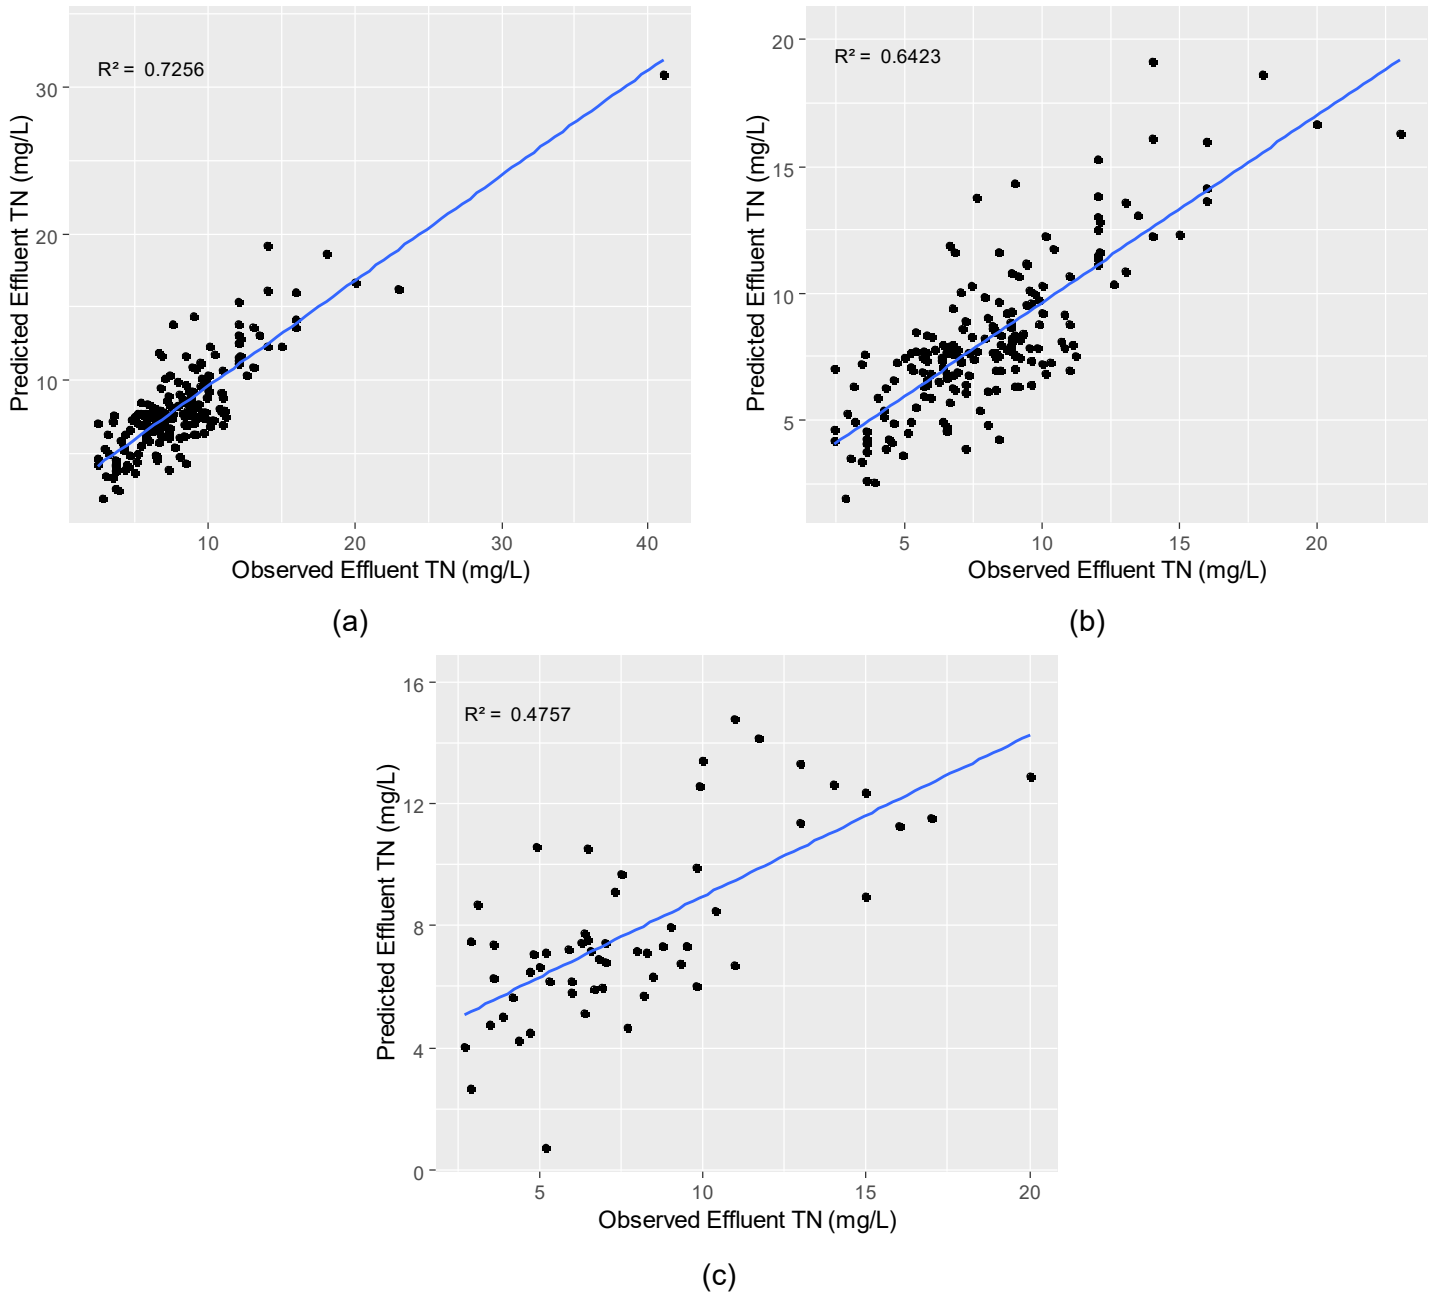 R² = 0.7256
30
20
10
Predicted Effluent TN (mg/L)
10
20
30
40
Observed Effluent TN (mg/L)
(a)
R² = 0.6423
20
15
10
5
Predicted Effluent TN (mg/L)
5
10
15
20
Observed Effluent TN (mg/L)
(b)
R² = 0.4757
16
12
8
4
0
Predicted Effluent TN (mg/L)
5
10
15
20
Observed Effluent TN (mg/L)
(c)